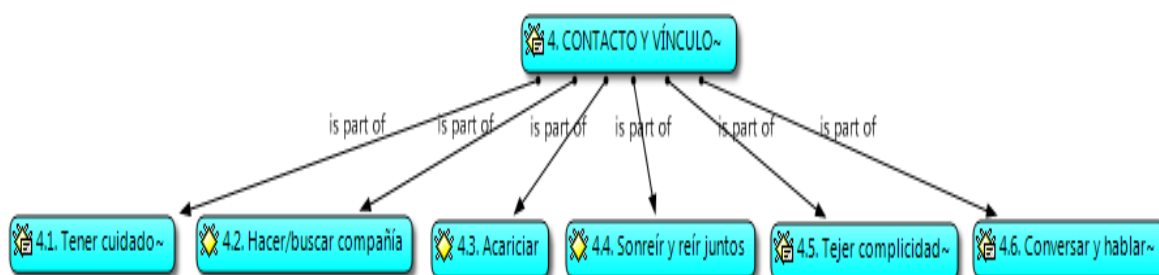 4. CONTACTO Y VÍNCULO~
is part of
is part of
is part of
is part of
is part of
is part of
4.1. Tener cuidado~
4.2. Hacer/buscar compañía
4.3. Acariciar
4.4. Sonreír y reír juntos
4.5. Tejer complicidad~
4.6. Conversar y hablar~